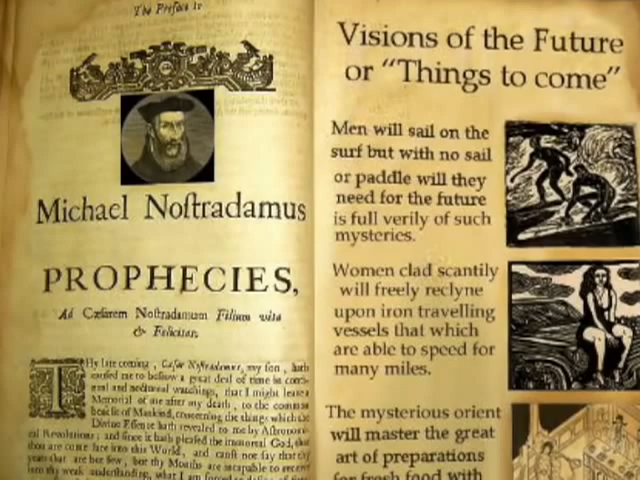 The Preface to
Michael Noſtradamus
PROPHECIES,
Ad Cæſarem Noſtradamum Filium vita
& Felicitas.
THy late coming, Cæſar Noſtradamus, my ſon, hath
cauſed me to beſtow a great deal of time in conti-
nual and nocturnal watchings, that I might leave a
Memorial of me after my death, to the common
benefit of Mankind, concerning the things which the
Divine Eſſence hath revealed to me by Aſtronomi-
cal Revolutions; and ſince it hath pleaſed the immortal God, that
thou are come late into this World, and canſt not ſay that thy
years that are but few, but thy Months are incapable to receive
into thy weak underſtanding, what I am forced to
Visions of the Future
or "Things to come"
Men will sail on the
surf but with no sail
or paddle will they
need for the future
is full verily of such
mysteries.
Women clad scantily
will freely reclyne
upon iron travelling
vessels that which
are able to speed for
many miles.
The mysterious orient
will master the great
art of preparations
for fresh food with